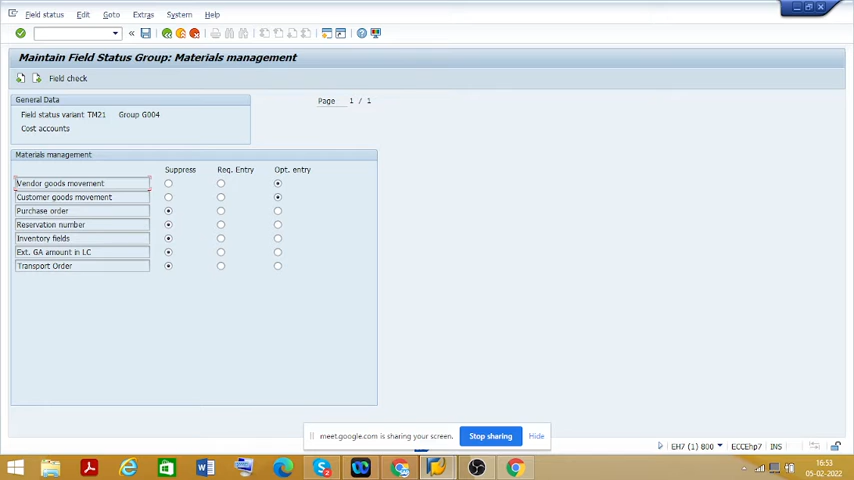 Field status Edit Goto Extras System Help
Maintain Field Status Group: Materials management
Field check
General Data
Page 1 / 1
Field status variant TM21 Group G004
Cost accounts
Materials management
Suppress Req. Entry Opt. entry
Vendor goods movement
Customer goods movement
Purchase order
Reservation number
Inventory fields
Ext. GA amount in LC
Transport Order
meet.google.com is sharing your screen. Stop sharing Hide
EH7 (1) 800 ECCEhp7 INS
16:53
05-02-2022